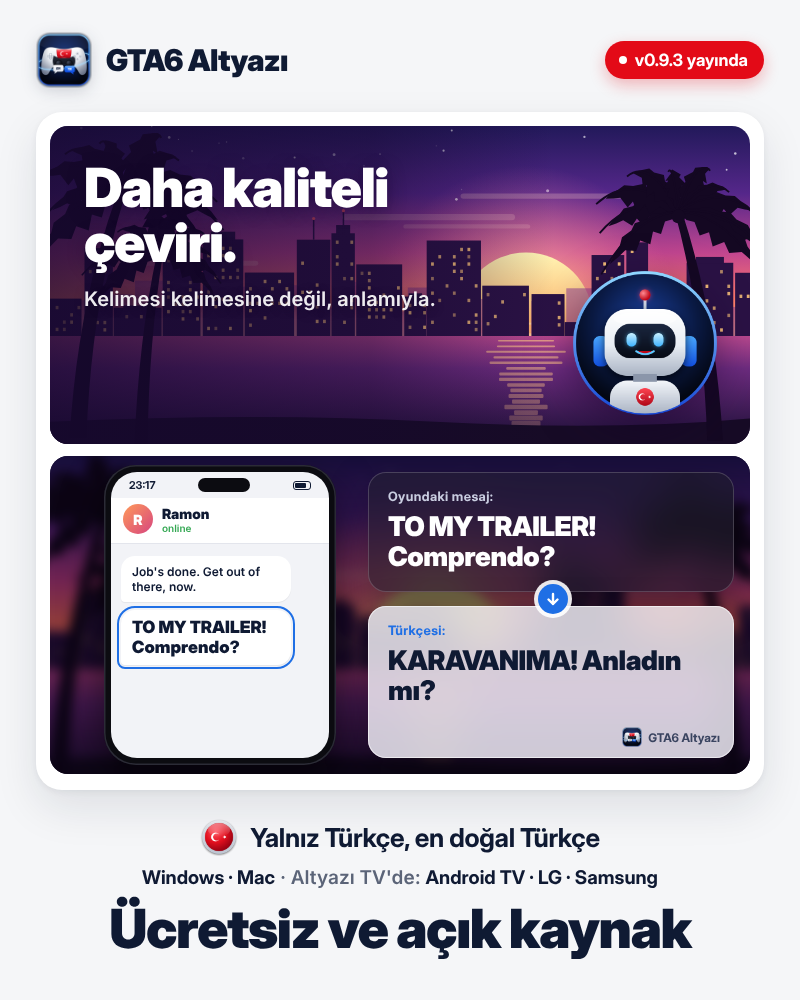 GTA6 Altyazı
v0.9.3 yayında
Daha kaliteli
çeviri.
Kelimesi kelimesine değil, anlamıyla.
23:17
R
Ramon
online
Job's done. Get out of
there, now.
TO MY TRAILER!
Comprendo?
Oyundaki mesaj:
TO MY TRAILER!
Comprendo?
Türkçesi:
KARAVANIMA! Anladın
mı?
GTA6 Altyazı
Yalnız Türkçe, en doğal Türkçe
Windows · Mac · Altyazı TV'de: Android TV · LG · Samsung
Ücretsiz ve açık kaynak